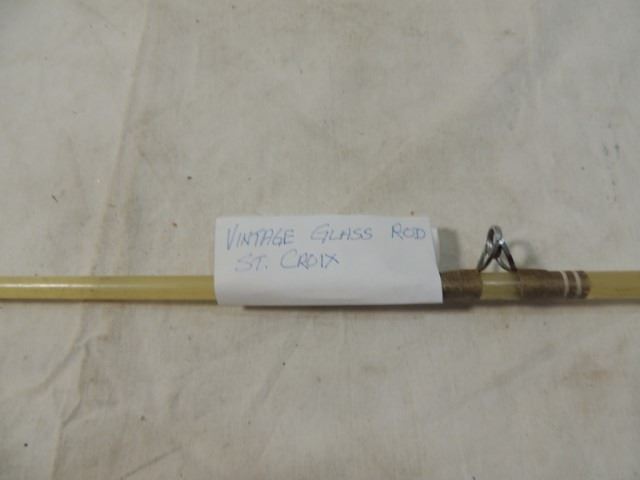 VINTAGE GLASS ROD
ST. CROIX